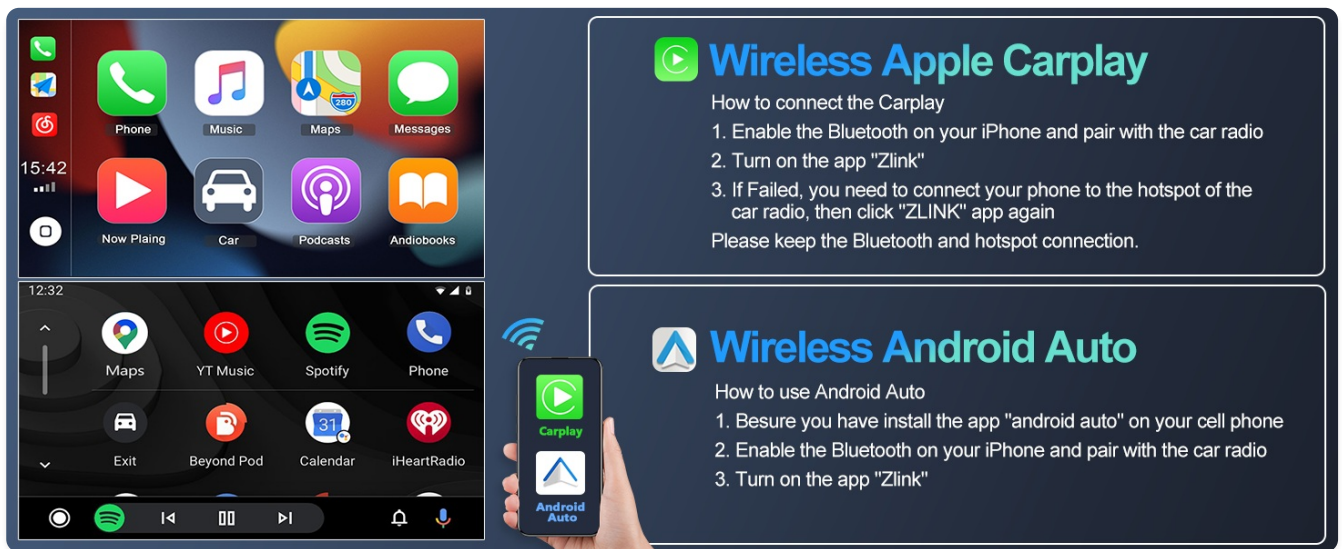 Phone
Music
280
Maps
Messages
15:42
Now Plaing
Car
Podcasts
Andiobooks
12:32
Maps
YT Music
Spotify
Phone
Exit
Beyond Pod
31
Calendar
iHeartRadio
Carplay
Android
Auto
Wireless Apple Carplay
How to connect the Carplay
1. Enable the Bluetooth on your iPhone and pair with the car radio
2. Turn on the app "Zlink"
3. If Failed, you need to connect your phone to the hotspot of the
car radio, then click "ZLINK" app again
Please keep the Bluetooth and hotspot connection.
Wireless Android Auto
How to use Android Auto
1. Besure you have install the app "android auto" on your cell phone
2. Enable the Bluetooth on your iPhone and pair with the car radio
3. Turn on the app "Zlink"